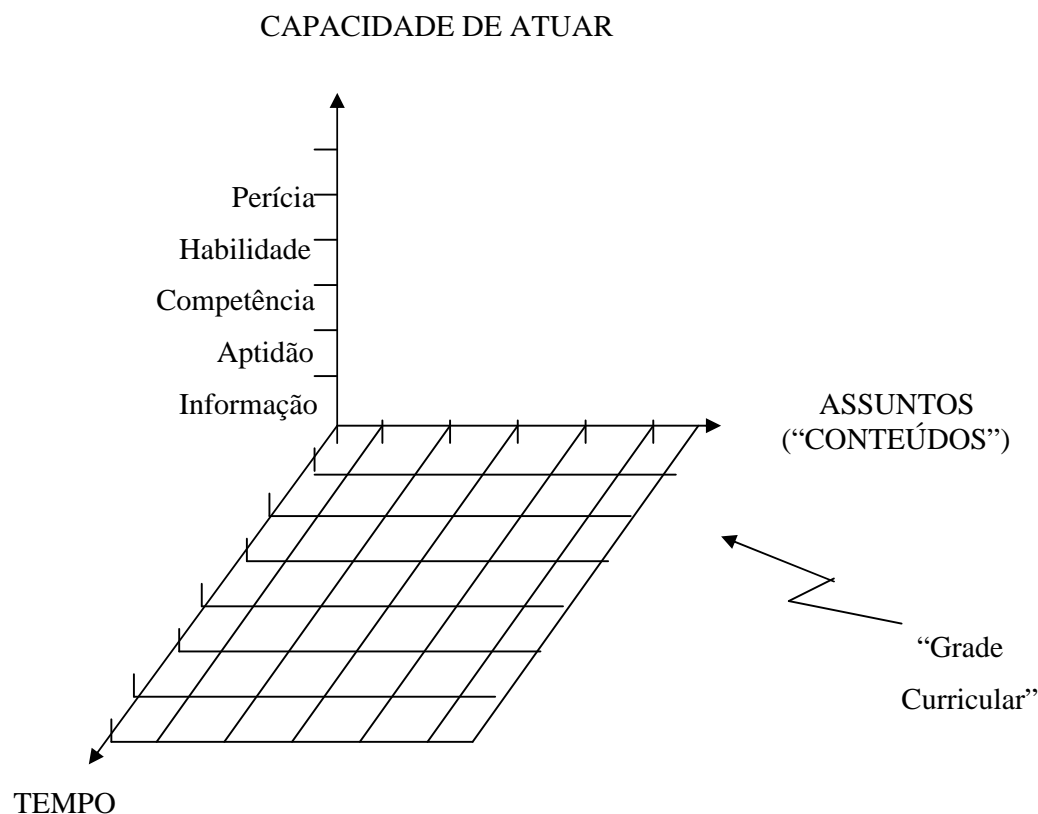 CAPACIDADE DE ATUAR
Perícia
Habilidade
Competência
Aptidão
Informação
ASSUNTOS
(“CONTEÚDOS”)
“Grade
Curricular”
TEMPO